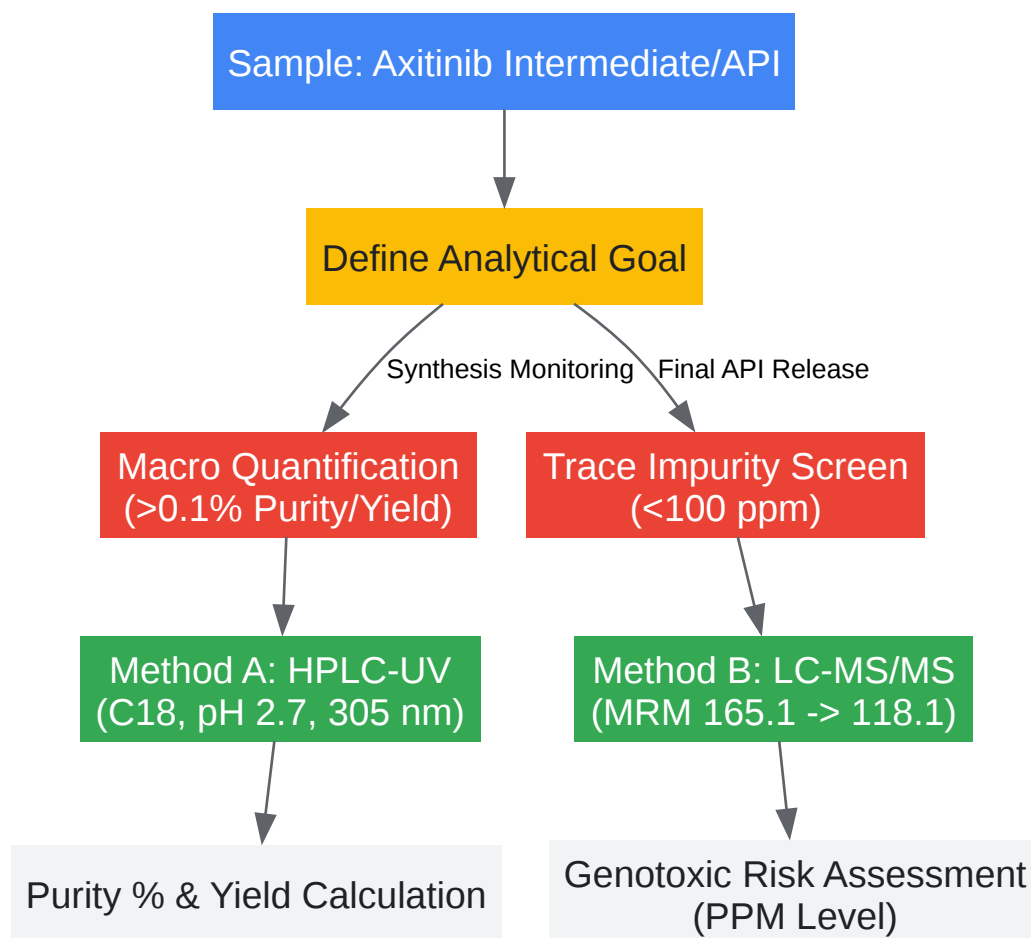 Sample: Axitinib Intermediate/API
Define Analytical Goal
Synthesis Monitoring
Final API Release
Macro Quantification
(>0.1% Purity/Yield)
Trace Impurity Screen
(<100 ppm)
Method A: HPLC-UV
(C18, pH 2.7, 305 nm)
Method B: LC-MS/MS
(MRM 165.1 -> 118.1)
Purity % & Yield Calculation
Genotoxic Risk Assessment
(PPM Level)